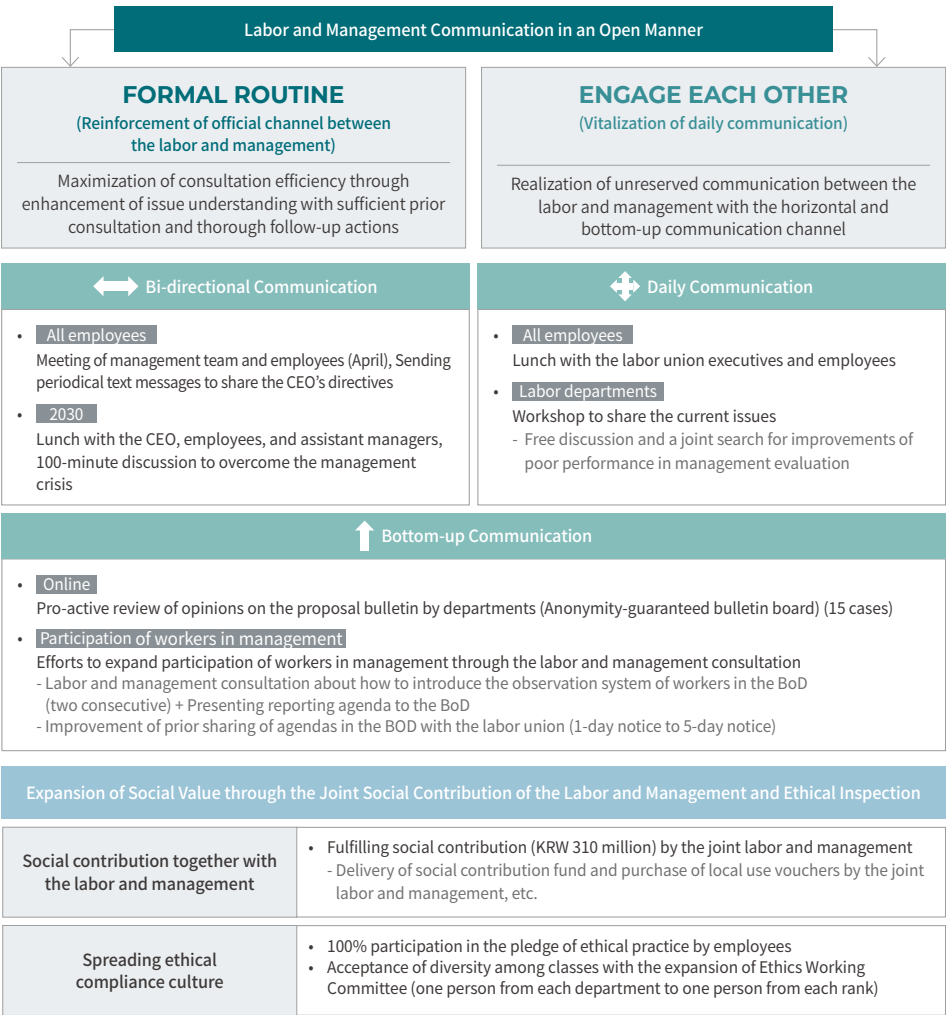 Labor and Management Communication in an Open Manner
FORMAL ROUTINE
(Reinforcement of official channel between
the labor and management)
Maximization of consultation efficiency through
enhancement of issue understanding with sufficient prior
consultation and thorough follow-up actions
ENGAGE EACH OTHER
(Vitalization of daily communication)
Realization of unreserved communication between the
labor and management with the horizontal and
bottom-up communication channel
Bi-directional Communication
• All employees
Meeting of management team and employees (April), Sending
periodical text messages to share the CEO's directives
• 2030
Lunch with the CEO, employees, and assistant managers,
100-minute discussion to overcome the management
crisis
Daily Communication
• All employees
Lunch with the labor union executives and employees
• Labor departments
Workshop to share the current issues
- Free discussion and a joint search for improvements of
poor performance in management evaluation
Bottom-up Communication
• Online
Pro-active review of opinions on the proposal bulletin by departments (Anonymity-guaranteed bulletin board) (15 cases)
• Participation of workers in management
Efforts to expand participation of workers in management through the labor and management consultation
- Labor and management consultation about how to introduce the observation system of workers in the BoD
(two consecutive) + Presenting reporting agenda to the BoD
- Improvement of prior sharing of agendas in the BOD with the labor union (1-day notice to 5-day notice)
Expansion of Social Value through the Joint Social Contribution of the Labor and Management and Ethical Inspection
Social contribution together with
the labor and management
• Fulfilling social contribution (KRW 310 million) by the joint labor and management
- Delivery of social contribution fund and purchase of local use vouchers by the joint
labor and management, etc.
Spreading ethical
compliance culture
• 100% participation in the pledge of ethical practice by employees
• Acceptance of diversity among classes with the expansion of Ethics Working
Committee (one person from each department to one person from each rank)